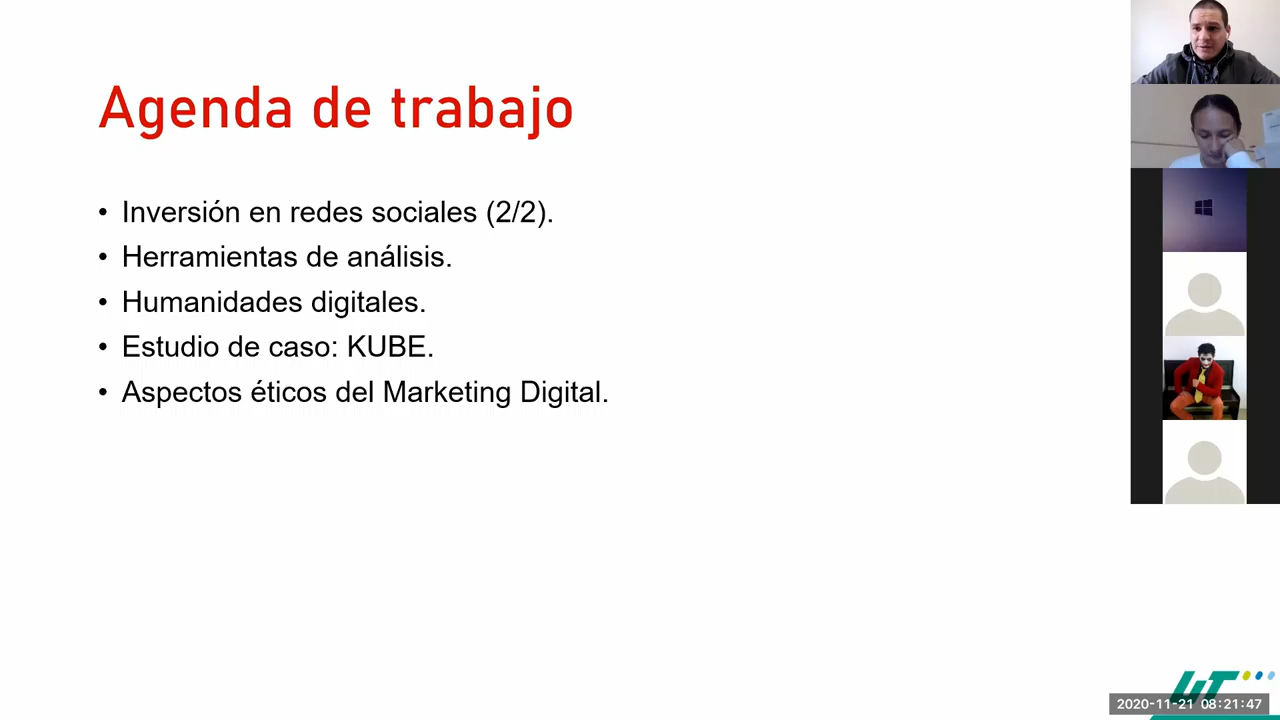 Agenda de trabajo
• Inversión en redes sociales (2/2).
• Herramientas de análisis.
• Humanidades digitales.
• Estudio de caso: KUBE.
• Aspectos éticos del Marketing Digital.
UT
2020-11-21 08:21:47